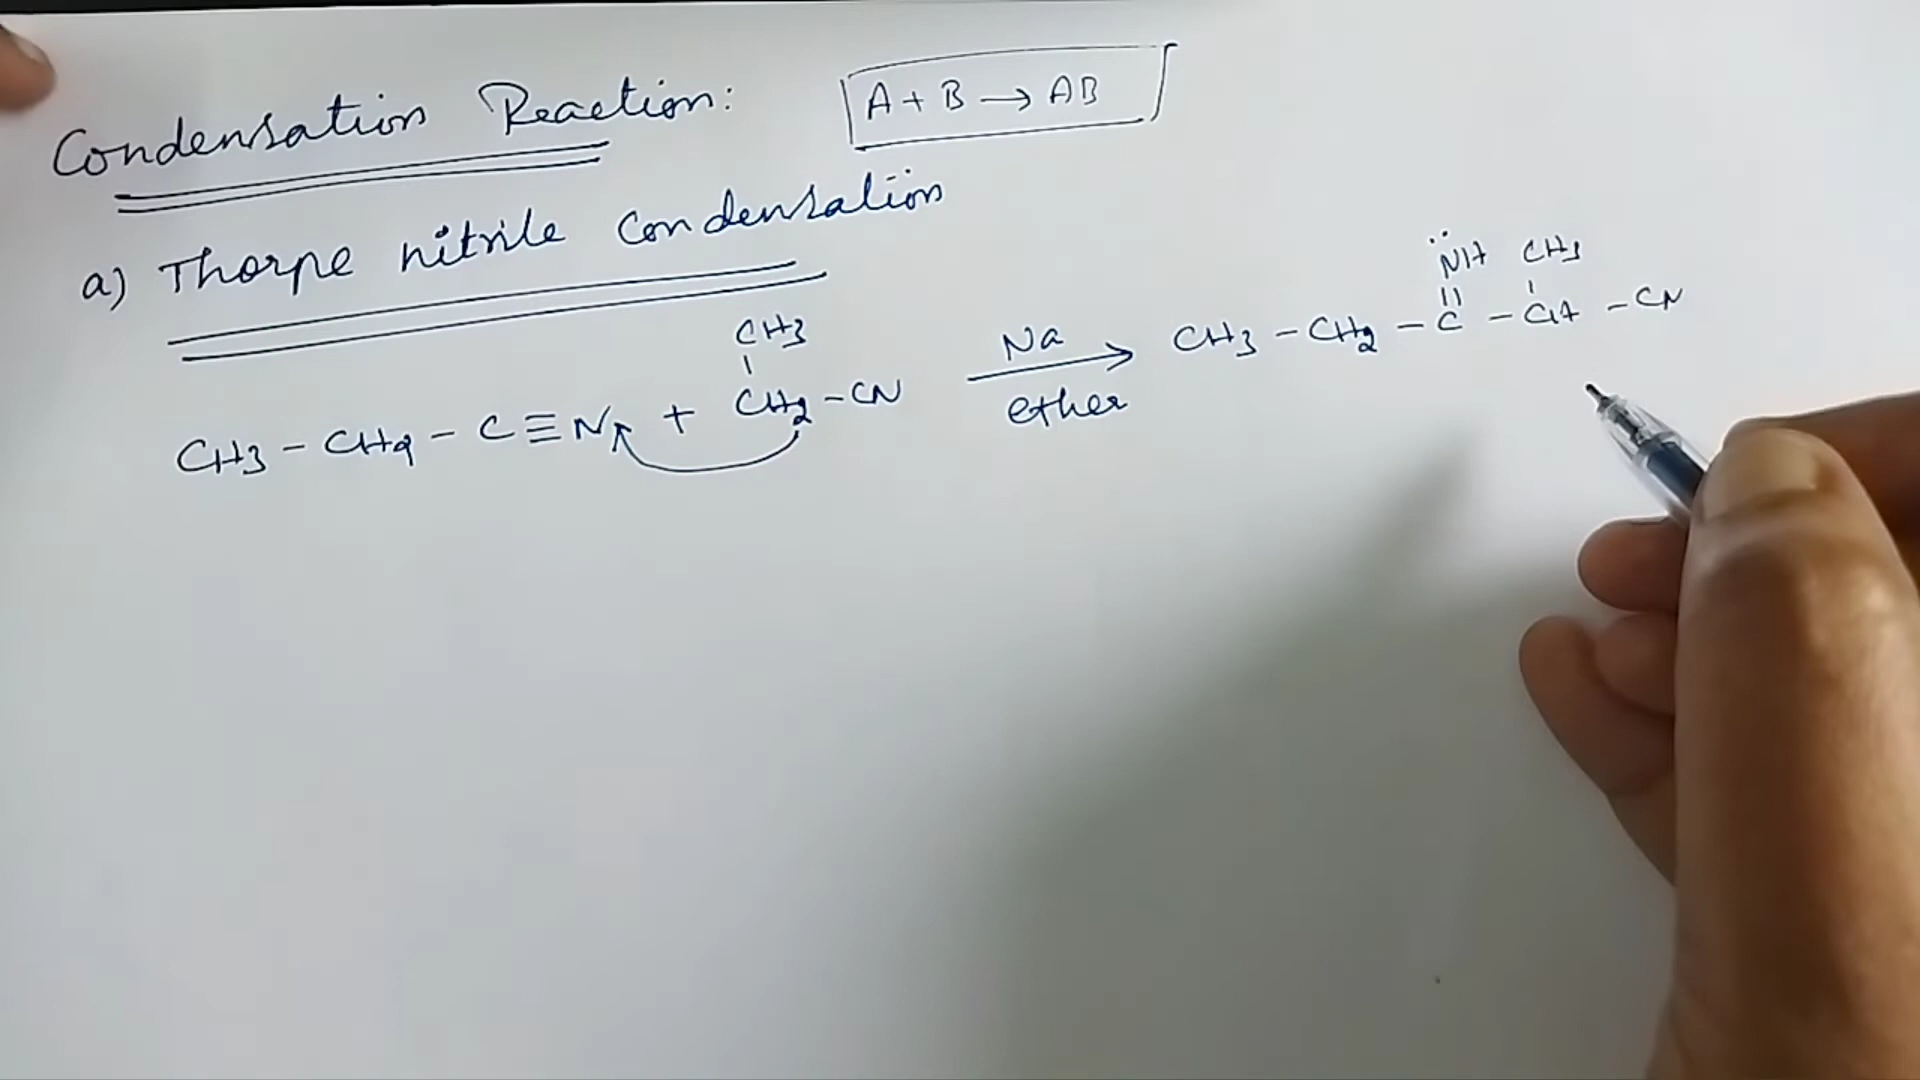 Condensation Reaction:
A + B → AB
a) Thorpe nitrile Condensation
CH3 - CH2 - C ≡ N + CH2 - CN
CH3
Na
ether
NH CH3
CH3 - CH2 - C - CH - CN